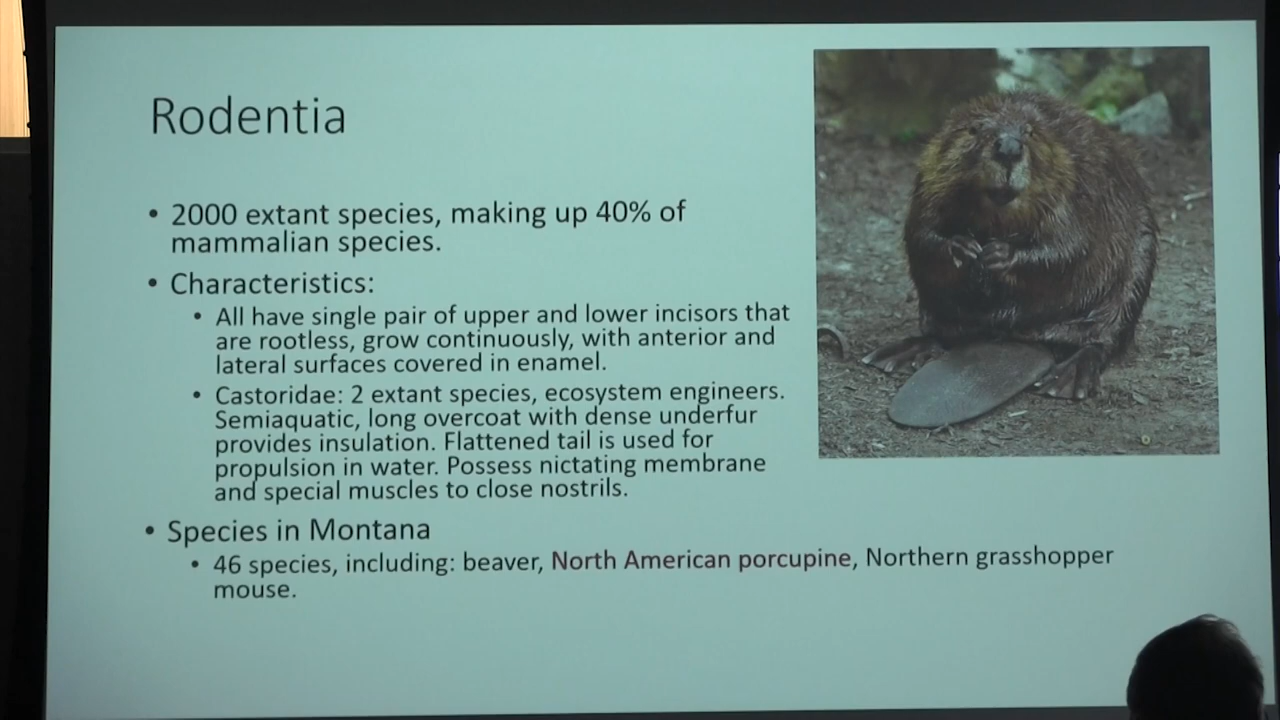 Rodentia
• 2000 extant species, making up 40% of
mammalian species.
• Characteristics:
• All have single pair of upper and lower incisors that
are rootless, grow continuously, with anterior and
lateral surfaces covered in enamel.
• Castoridae: 2 extant species, ecosystem engineers.
Semiaquatic, long overcoat with dense underfur
provides insulation. Flattened tail is used for
propulsion in water. Possess nictating membrane
and special muscles to close nostrils.
• Species in Montana
• 46 species, including: beaver, North American porcupine, Northern grasshopper
mouse.